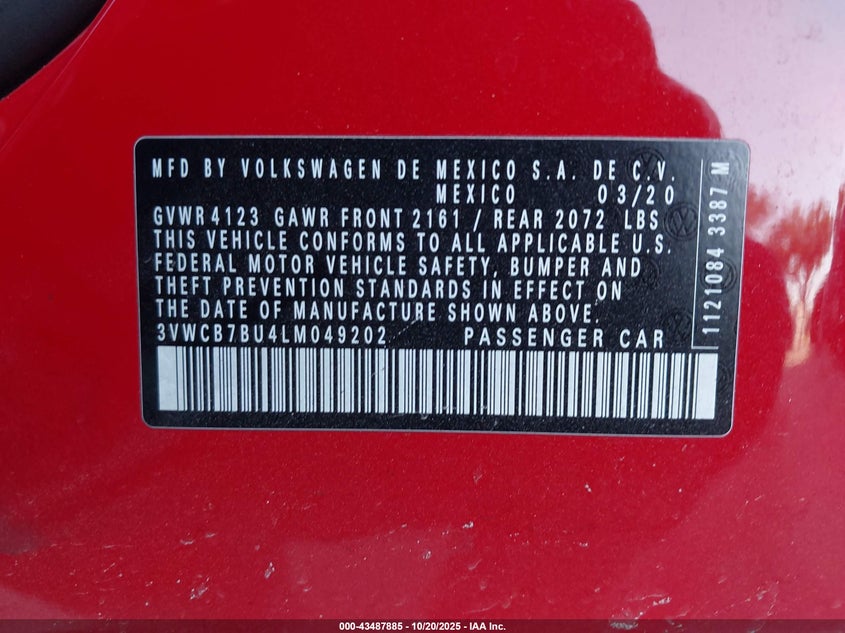 MFD BY VOLKSWAGEN DE MEXICO S.A. DE C.V.
MEXICO 03/20
GVWR 4123 GAWR FRONT 2161 / REAR 2072 LBS
THIS VEHICLE CONFORMS TO ALL APPLICABLE U.S.
FEDERAL MOTOR VEHICLE SAFETY, BUMPER AND
THEFT PREVENTION STANDARDS IN EFFECT ON
THE DATE OF MANUFACTURE SHOWN ABOVE.
3VWCB7BU4LM049202 PASSENGER CAR
1121084 3387 M
000-43487885 - 10/20/2025 - IAA Inc.